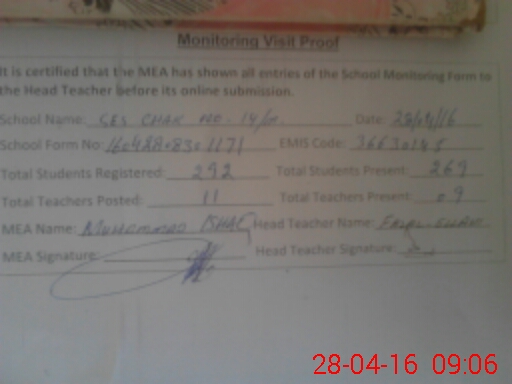 Monitoring Visit Proof
It is certified that the MEA has shown all entries of the School Monitoring Form to
the Head Teacher before its online submission.
School Name: GES CHAK NO. 14/ Date: 28/04/16
School Form No: EMIS Code:
Total Students Registered: 292 Total Students Present: 269
Total Teachers Posted: 11 Total Teachers Present: 09
MEA Name: Muhammad Head Teacher Name:
MEA Signature: Head Teacher Signature:
28-04-16 09:06